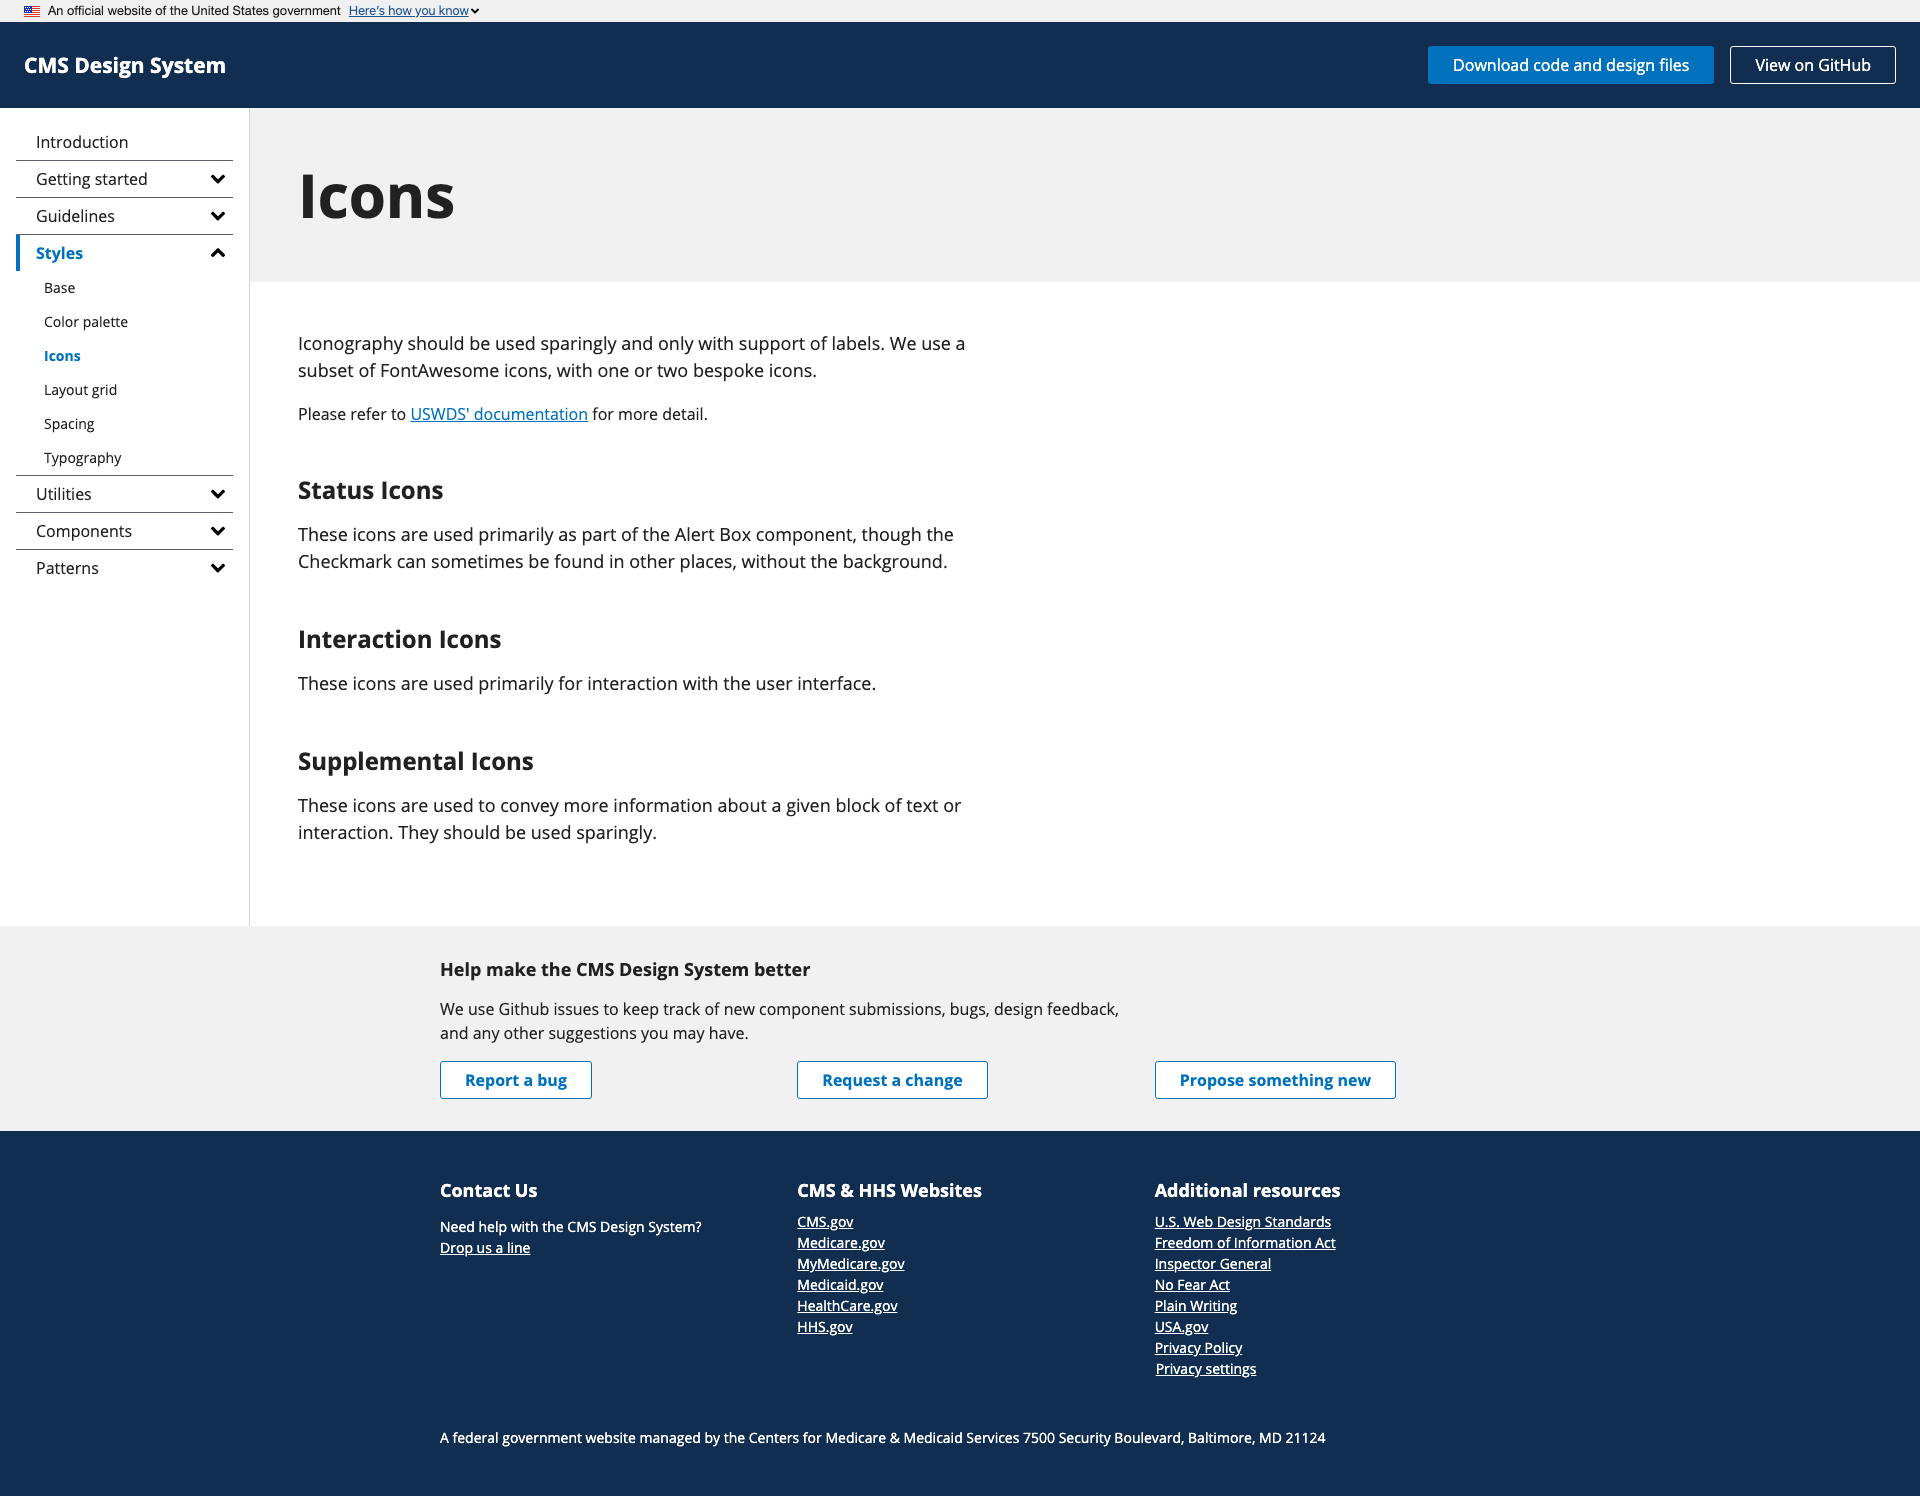 An official website of the United States government Here's how you know
CMS Design System
Download code and design files
View on GitHub
Introduction
Getting started
Guidelines
Styles
Base
Color palette
Icons
Layout grid
Spacing
Typography
Utilities
Components
Patterns
Icons
Iconography should be used sparingly and only with support of labels. We use a
subset of FontAwesome icons, with one or two bespoke icons.
Please refer to USWDS' documentation for more detail.
Status Icons
These icons are used primarily as part of the Alert Box component, though the
Checkmark can sometimes be found in other places, without the background.
Interaction Icons
These icons are used primarily for interaction with the user interface.
Supplemental Icons
These icons are used to convey more information about a given block of text or
interaction. They should be used sparingly.
Help make the CMS Design System better
We use Github issues to keep track of new component submissions, bugs, design feedback,
and any other suggestions you may have.
Report a bug
Request a change
Propose something new
Contact Us
Need help with the CMS Design System?
Drop us a line
CMS & HHS Websites
CMS.gov
Medicare.gov
MyMedicare.gov
Medicaid.gov
HealthCare.gov
HHS.gov
Additional resources
U.S. Web Design Standards
Freedom of Information Act
Inspector General
No Fear Act
Plain Writing
USA.gov
Privacy Policy
Privacy settings
A federal government website managed by the Centers for Medicare & Medicaid Services 7500 Security Boulevard, Baltimore, MD 21124